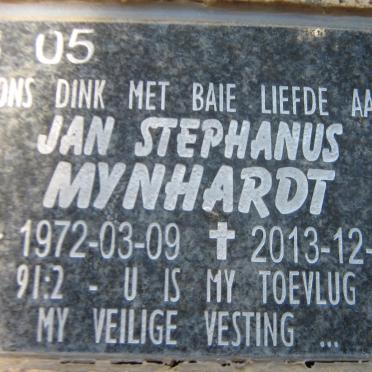 05
ONS DINK MET BAIE LIEFDE AA
JAN STEPHANUS
MYNHARDT
1972-03-09 ✝ 2013-12-
91:2 - U IS MY TOEVLUG
MY VEILIGE VESTING ...